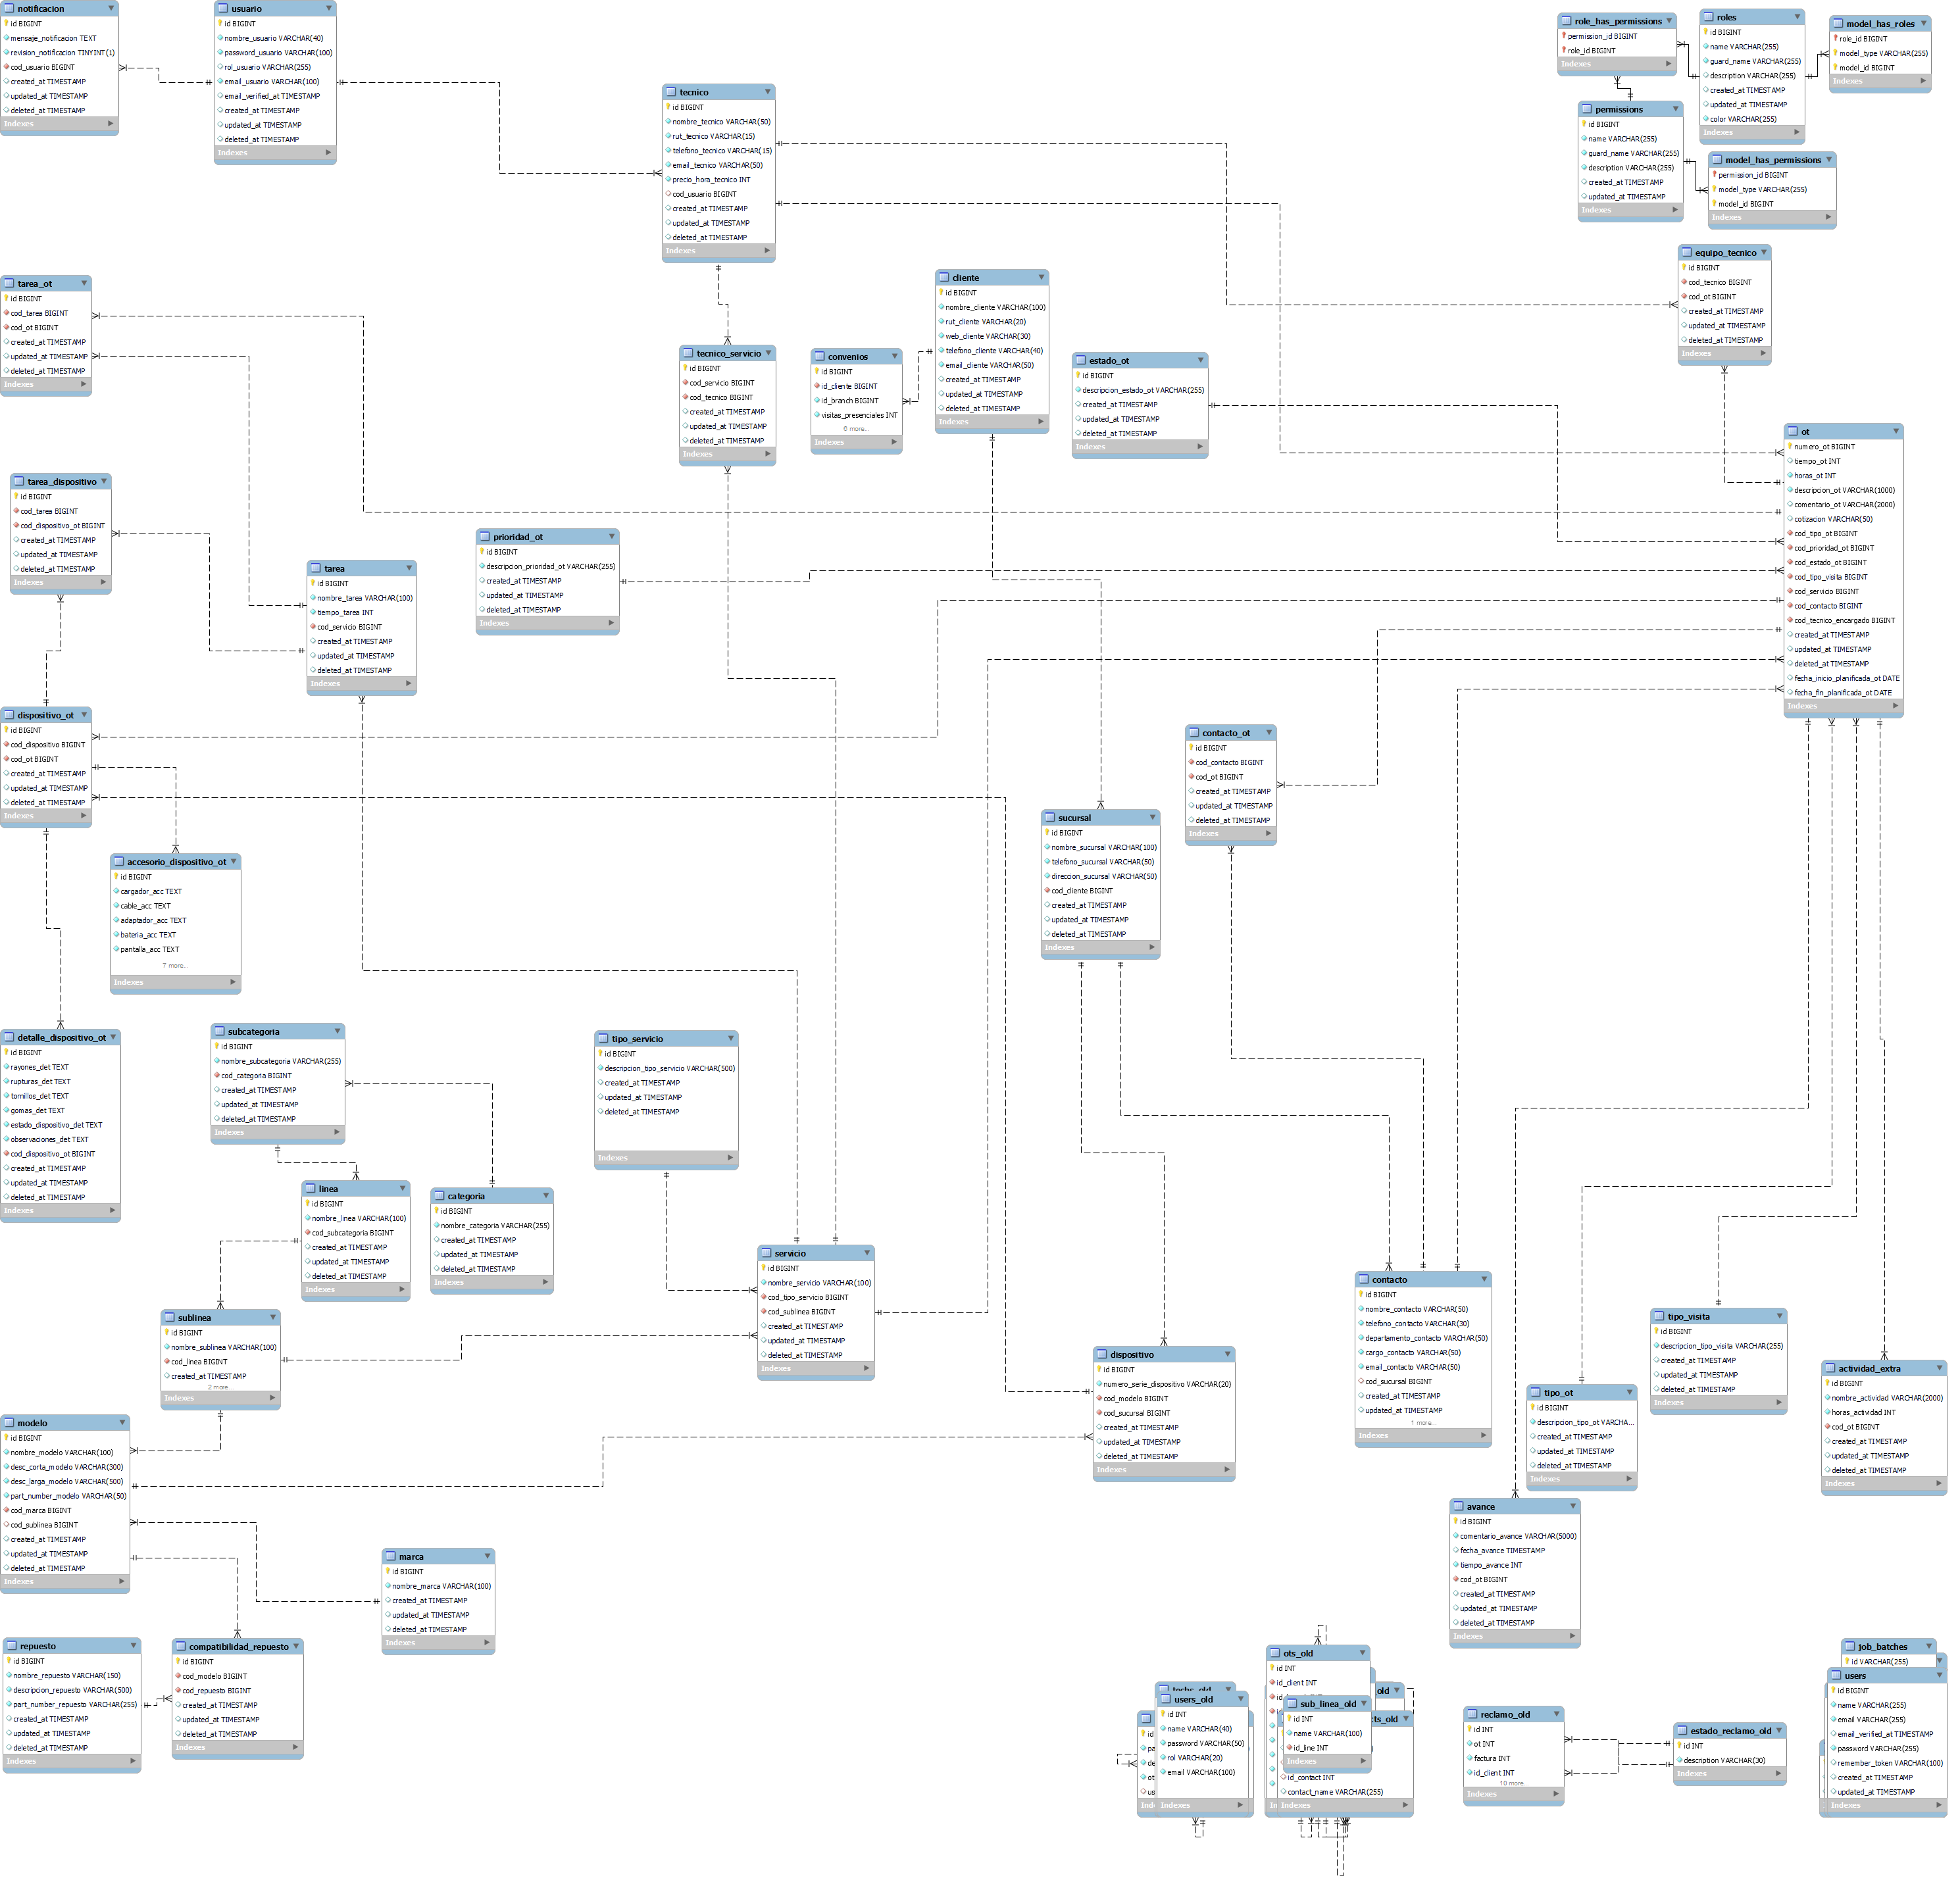 notificacion
id BIGINT
mensaje_notificacion TEXT
revision_notificacion TINYINT(1)
cod_usuario BIGINT
created_at TIMESTAMP
updated_at TIMESTAMP
deleted_at TIMESTAMP
Indexes
usuario
id BIGINT
nombre_usuario VARCHAR(40)
password_usuario VARCHAR(100)
rol_usuario VARCHAR(255)
email_usuario VARCHAR(100)
email_verified_at TIMESTAMP
created_at TIMESTAMP
updated_at TIMESTAMP
deleted_at TIMESTAMP
Indexes
tecnico
id BIGINT
nombre_tecnico VARCHAR(50)
rut_tecnico VARCHAR(15)
telefono_tecnico VARCHAR(15)
email_tecnico VARCHAR(50)
precio_hora_tecnico INT
cod_usuario BIGINT
created_at TIMESTAMP
updated_at TIMESTAMP
deleted_at TIMESTAMP
Indexes
role_has_permissions
permission_id BIGINT
role_id BIGINT
Indexes
roles
id BIGINT
name VARCHAR(255)
guard_name VARCHAR(255)
description VARCHAR(255)
created_at TIMESTAMP
updated_at TIMESTAMP
color VARCHAR(255)
Indexes
model_has_roles
role_id BIGINT
model_type VARCHAR(255)
model_id BIGINT
Indexes
permissions
id BIGINT
name VARCHAR(255)
guard_name VARCHAR(255)
description VARCHAR(255)
created_at TIMESTAMP
updated_at TIMESTAMP
Indexes
model_has_permissions
permission_id BIGINT
model_type VARCHAR(255)
model_id BIGINT
Indexes
equipo_tecnico
id BIGINT
cod_tecnico BIGINT
cod_ot BIGINT
created_at TIMESTAMP
updated_at TIMESTAMP
deleted_at TIMESTAMP
Indexes
tarea_ot
id BIGINT
cod_tarea BIGINT
cod_ot BIGINT
created_at TIMESTAMP
updated_at TIMESTAMP
deleted_at TIMESTAMP
Indexes
cliente
id BIGINT
nombre_cliente VARCHAR(100)
rut_cliente VARCHAR(20)
web_cliente VARCHAR(30)
telefono_cliente VARCHAR(40)
email_cliente VARCHAR(50)
created_at TIMESTAMP
updated_at TIMESTAMP
deleted_at TIMESTAMP
Indexes
tecnico_servicio
id BIGINT
cod_servicio BIGINT
cod_tecnico BIGINT
created_at TIMESTAMP
updated_at TIMESTAMP
deleted_at TIMESTAMP
Indexes
convenios
id BIGINT
id_cliente BIGINT
id_branch BIGINT
visitas_presenciales INT
6 more...
Indexes
estado_ot
id BIGINT
descripcion_estado_ot VARCHAR(255)
created_at TIMESTAMP
updated_at TIMESTAMP
deleted_at TIMESTAMP
Indexes
ot
numero_ot BIGINT
tiempo_ot INT
horas_ot INT
descripcion_ot VARCHAR(1000)
comentario_ot VARCHAR(2000)
cotizacion VARCHAR(50)
cod_tipo_ot BIGINT
cod_prioridad_ot BIGINT
cod_estado_ot BIGINT
cod_tipo_visita BIGINT
cod_servicio BIGINT
cod_contacto BIGINT
cod_tecnico_encargado BIGINT
created_at TIMESTAMP
updated_at TIMESTAMP
deleted_at TIMESTAMP
fecha_inicio_planificada_ot DATE
fecha_fin_planificada_ot DATE
Indexes
tarea_dispositivo
id BIGINT
cod_tarea BIGINT
cod_dispositivo_ot BIGINT
created_at TIMESTAMP
updated_at TIMESTAMP
deleted_at TIMESTAMP
Indexes
prioridad_ot
id BIGINT
descripcion_prioridad_ot VARCHAR(255)
created_at TIMESTAMP
updated_at TIMESTAMP
deleted_at TIMESTAMP
Indexes
tarea
id BIGINT
nombre_tarea VARCHAR(100)
tiempo_tarea INT
cod_servicio BIGINT
created_at TIMESTAMP
updated_at TIMESTAMP
deleted_at TIMESTAMP
Indexes
dispositivo_ot
id BIGINT
cod_dispositivo BIGINT
cod_ot BIGINT
created_at TIMESTAMP
updated_at TIMESTAMP
deleted_at TIMESTAMP
Indexes
contacto_ot
id BIGINT
cod_contacto BIGINT
cod_ot BIGINT
created_at TIMESTAMP
updated_at TIMESTAMP
deleted_at TIMESTAMP
Indexes
sucursal
id BIGINT
nombre_sucursal VARCHAR(100)
telefono_sucursal VARCHAR(50)
direccion_sucursal VARCHAR(50)
cod_cliente BIGINT
created_at TIMESTAMP
updated_at TIMESTAMP
deleted_at TIMESTAMP
Indexes
accesorio_dispositivo_ot
id BIGINT
cargador_acc TEXT
cable_acc TEXT
adaptador_acc TEXT
bateria_acc TEXT
pantalla_acc TEXT
7 more...
Indexes
detalle_dispositivo_ot
id BIGINT
rayones_det TEXT
rupturas_det TEXT
tornillos_det TEXT
gomas_det TEXT
estado_dispositivo_det TEXT
observaciones_det TEXT
cod_dispositivo_ot BIGINT
created_at TIMESTAMP
updated_at TIMESTAMP
deleted_at TIMESTAMP
Indexes
subcategoria
id BIGINT
nombre_subcategoria VARCHAR(255)
cod_categoria BIGINT
created_at TIMESTAMP
updated_at TIMESTAMP
deleted_at TIMESTAMP
Indexes
tipo_servicio
id BIGINT
descripcion_tipo_servicio VARCHAR(500)
created_at TIMESTAMP
updated_at TIMESTAMP
deleted_at TIMESTAMP
Indexes
linea
id BIGINT
nombre_linea VARCHAR(100)
cod_subcategoria BIGINT
created_at TIMESTAMP
updated_at TIMESTAMP
deleted_at TIMESTAMP
Indexes
categoria
id BIGINT
nombre_categoria VARCHAR(255)
created_at TIMESTAMP
updated_at TIMESTAMP
deleted_at TIMESTAMP
Indexes
servicio
id BIGINT
nombre_servicio VARCHAR(100)
cod_tipo_servicio BIGINT
cod_sublinea BIGINT
created_at TIMESTAMP
updated_at TIMESTAMP
deleted_at TIMESTAMP
Indexes
contacto
id BIGINT
nombre_contacto VARCHAR(50)
telefono_contacto VARCHAR(30)
departamento_contacto VARCHAR(50)
cargo_contacto VARCHAR(50)
email_contacto VARCHAR(50)
cod_sucursal BIGINT
created_at TIMESTAMP
updated_at TIMESTAMP
1 more...
Indexes
sublinea
id BIGINT
nombre_sublinea VARCHAR(100)
cod_linea BIGINT
created_at TIMESTAMP
2 more...
Indexes
tipo_visita
id BIGINT
descripcion_tipo_visita VARCHAR(255)
created_at TIMESTAMP
updated_at TIMESTAMP
deleted_at TIMESTAMP
Indexes
dispositivo
id BIGINT
numero_serie_dispositivo VARCHAR(20)
cod_modelo BIGINT
cod_sucursal BIGINT
created_at TIMESTAMP
updated_at TIMESTAMP
deleted_at TIMESTAMP
Indexes
actividad_extra
id BIGINT
nombre_actividad VARCHAR(2000)
horas_actividad INT
cod_ot BIGINT
created_at TIMESTAMP
updated_at TIMESTAMP
deleted_at TIMESTAMP
Indexes
tipo_ot
id BIGINT
descripcion_tipo_ot VARCHA...
created_at TIMESTAMP
updated_at TIMESTAMP
deleted_at TIMESTAMP
Indexes
modelo
id BIGINT
nombre_modelo VARCHAR(100)
desc_corta_modelo VARCHAR(300)
desc_larga_modelo VARCHAR(500)
part_number_modelo VARCHAR(50)
cod_marca BIGINT
cod_sublinea BIGINT
created_at TIMESTAMP
updated_at TIMESTAMP
deleted_at TIMESTAMP
Indexes
avance
id BIGINT
comentario_avance VARCHAR(5000)
fecha_avance TIMESTAMP
tiempo_avance INT
cod_ot BIGINT
created_at TIMESTAMP
updated_at TIMESTAMP
deleted_at TIMESTAMP
Indexes
marca
id BIGINT
nombre_marca VARCHAR(100)
created_at TIMESTAMP
updated_at TIMESTAMP
deleted_at TIMESTAMP
Indexes
repuesto
id BIGINT
nombre_repuesto VARCHAR(150)
descripcion_repuesto VARCHAR(500)
part_number_repuesto VARCHAR(255)
created_at TIMESTAMP
updated_at TIMESTAMP
deleted_at TIMESTAMP
Indexes
compatibilidad_repuesto
id BIGINT
cod_modelo BIGINT
cod_repuesto BIGINT
created_at TIMESTAMP
updated_at TIMESTAMP
deleted_at TIMESTAMP
Indexes
users_old
id INT
name VARCHAR(40)
password VARCHAR(50)
rol VARCHAR(20)
email VARCHAR(100)
Indexes
ots_old
id INT
id_client INT
sub_linea_old
id INT
name VARCHAR(100)
id_line INT
Indexes
id_contact INT
contact_name VARCHAR(255)
Indexes
reclamo_old
id INT
ot INT
factura INT
id_client INT
10 more...
Indexes
estado_reclamo_old
id INT
description VARCHAR(30)
Indexes
job_batches
id VARCHAR(255)
users
id BIGINT
name VARCHAR(255)
email VARCHAR(255)
email_verified_at TIMESTAMP
password VARCHAR(255)
remember_token VARCHAR(100)
created_at TIMESTAMP
updated_at TIMESTAMP
Indexes